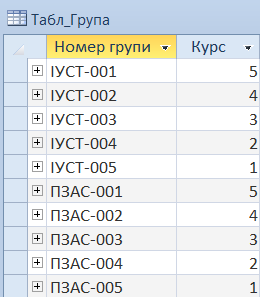 Табл_Група
Номер групи Курс
ІУСТ-001 5
ІУСТ-002 4
ІУСТ-003 3
ІУСТ-004 2
ІУСТ-005 1
ПЗАС-001 5
ПЗАС-002 4
ПЗАС-003 3
ПЗАС-004 2
ПЗАС-005 1